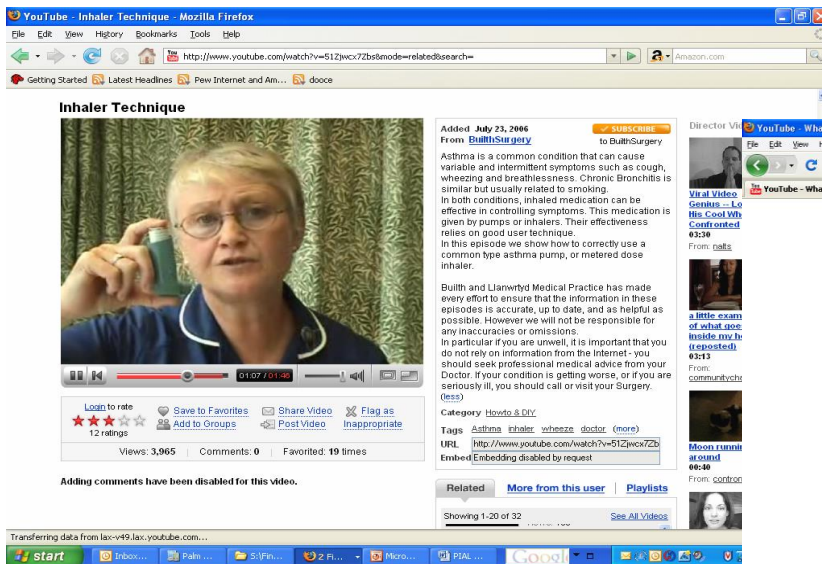 YouTube - Inhaler Technique - Mozilla Firefox
File Edit View History Bookmarks Tools Help
http://www.youtube.com/watch?v=51Zjwcx7Zbs&mode=related&search=
Amazon.com
Getting Started Latest Headlines Pew Internet and Am... dooce
Inhaler Technique
01:07 / 01:46
Login to rate
12 ratings
Save to Favorites
Add to Groups
Share Video
Post Video
Flag as
Inappropriate
Views: 3,965 | Comments: 0 | Favorited: 19 times
Adding comments have been disabled for this video.
Added July 23, 2006
From BuilthSurgery
SUBSCRIBE
to BuilthSurgery
Asthma is a common condition that can cause
variable and intermittent symptoms such as cough,
wheezing and breathlessness. Chronic Bronchitis is
similar but usually related to smoking.
In both conditions, inhaled medication can be
effective in controlling symptoms. This medication is
given by pumps or inhalers. Their effectiveness
relies on good user technique.
In this episode we show how to correctly use a
common type asthma pump, or metered dose
inhaler.
Builth and Llanwrtyd Medical Practice has made
every effort to ensure that the information in these
episodes is accurate, up to date, and as helpful as
possible. However we will not be responsible for
any inaccuracies or omissions.
In particular if you are unwell, it is important that you
do not rely on information from the Internet - you
should seek professional medical advice from your
Doctor. If your condition is getting worse, or if you are
seriously ill, you should call or visit your Surgery.
(less)
Category Howto & DIY
Tags Asthma inhaler wheeze doctor (more)
URL http://www.youtube.com/watch?v=51Zjwcx7Zb
Embed Embedding disabled by request
Related More from this user | Playlists
Showing 1-20 of 32 See All Videos
Director Vi
Viral Video
Genius -- Lo
His Cool Wh
Confronted
03:30
From: nalts
a little exam
of what goe
inside my h
(reposted)
03:13
From:
communitych
Moon runni
around
00:40
From: confron
YouTube - Wha
File Edit View H
YouTube - Wha
Transferring data from lax-v49.lax.youtube.com...
start Inbox... Palm ... S:\Fin... 2 Fi... Micro... PIAL ... Google